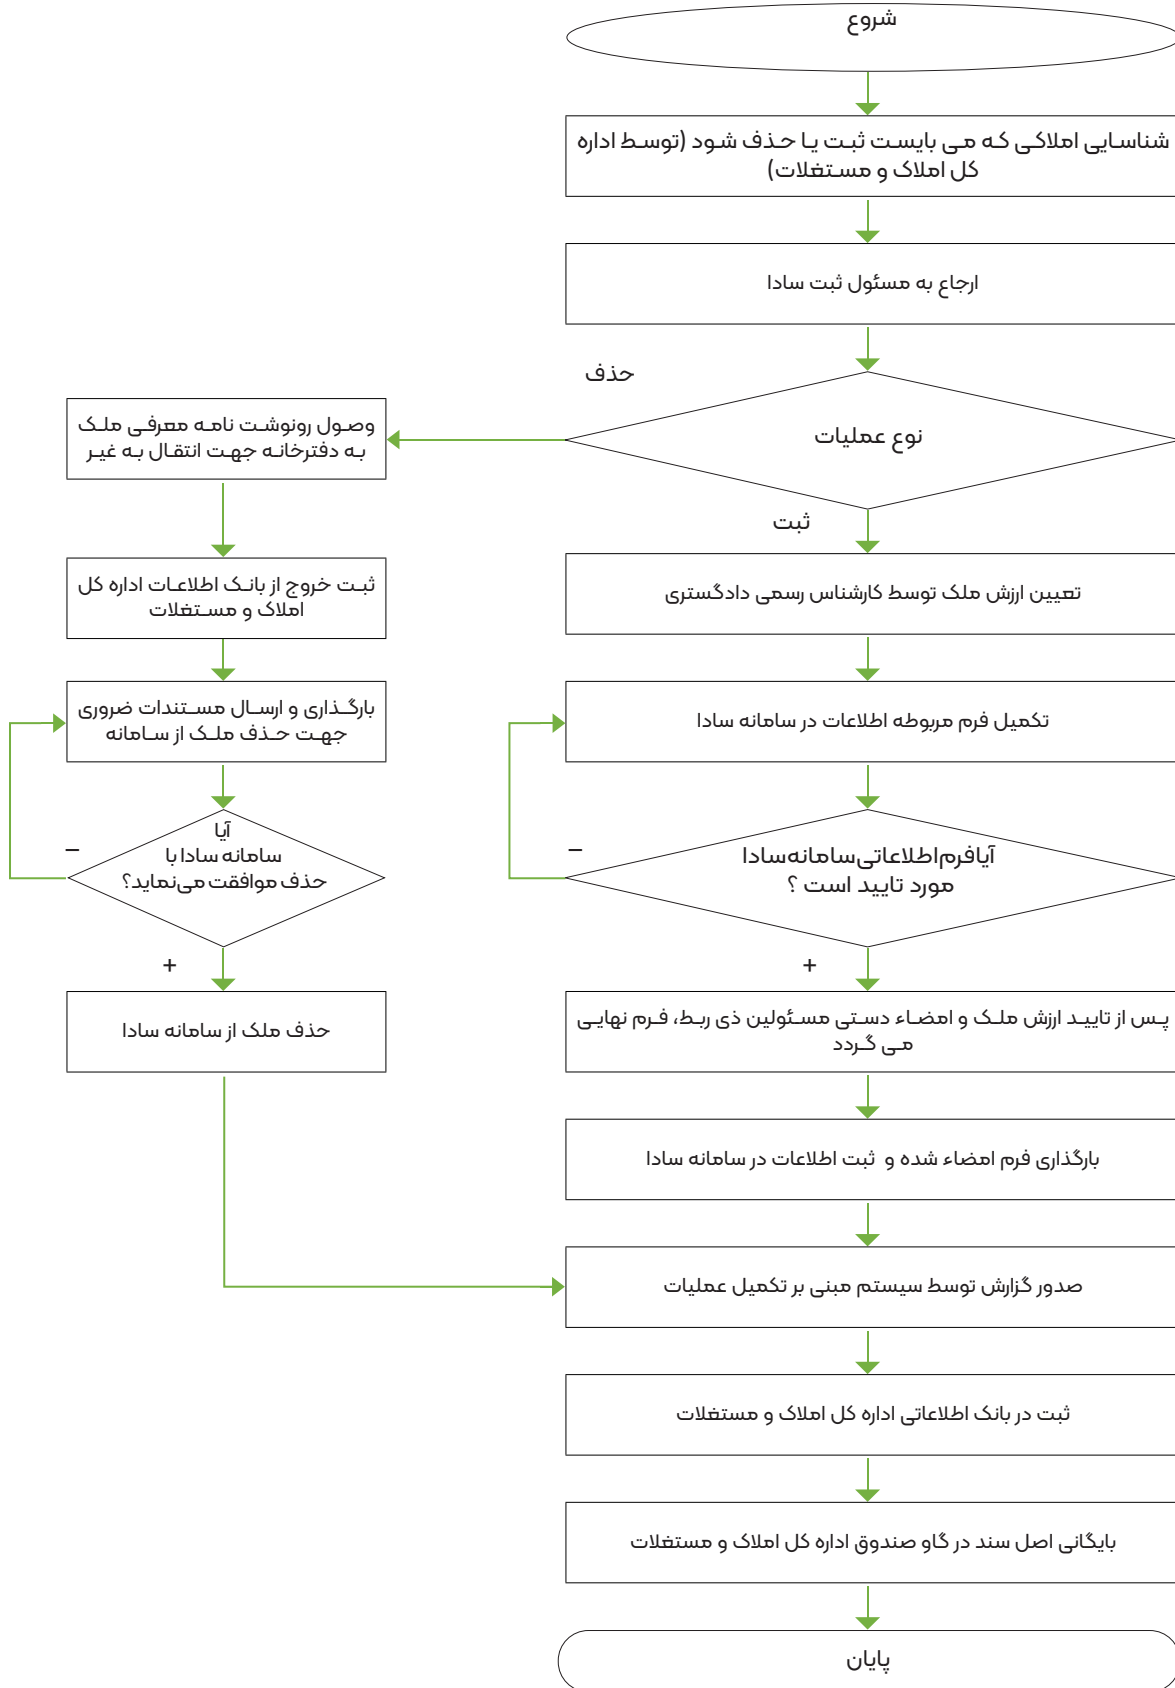 شروع
شناسایی املاکی که می بایست ثبت یا حذف شود (توسط اداره
کل املاک و مستغلات)
ارجاع به مسئول ثبت سادا
حذف
نوع عملیات
وصول رونوشت نامه معرفی ملک
به دفترخانه جهت انتقال به غیر
ثبت
ثبت خروج از بانک اطلاعات اداره کل
املاک و مستغلات
تعیین ارزش ملک توسط کارشناس رسمی دادگستری
بارگذاری و ارسال مستندات ضروری
جهت حذف ملک از سامانه
تکمیل فرم مربوطه اطلاعات در سامانه سادا
آیا
سامانه سادا با
حذف موافقت می‌نماید؟
–
+
آیا فرم اطلاعاتی سامانه سادا
مورد تایید است ؟
–
+
حذف ملک از سامانه سادا
پس از تایید ارزش ملک و امضاء دستی مسئولین ذی ربط، فرم نهایی
می گردد
بارگذاری فرم امضاء شده و ثبت اطلاعات در سامانه سادا
صدور گزارش توسط سیستم مبنی بر تکمیل عملیات
ثبت در بانک اطلاعاتی اداره کل املاک و مستغلات
بایگانی اصل سند در گاو صندوق اداره کل املاک و مستغلات
پایان